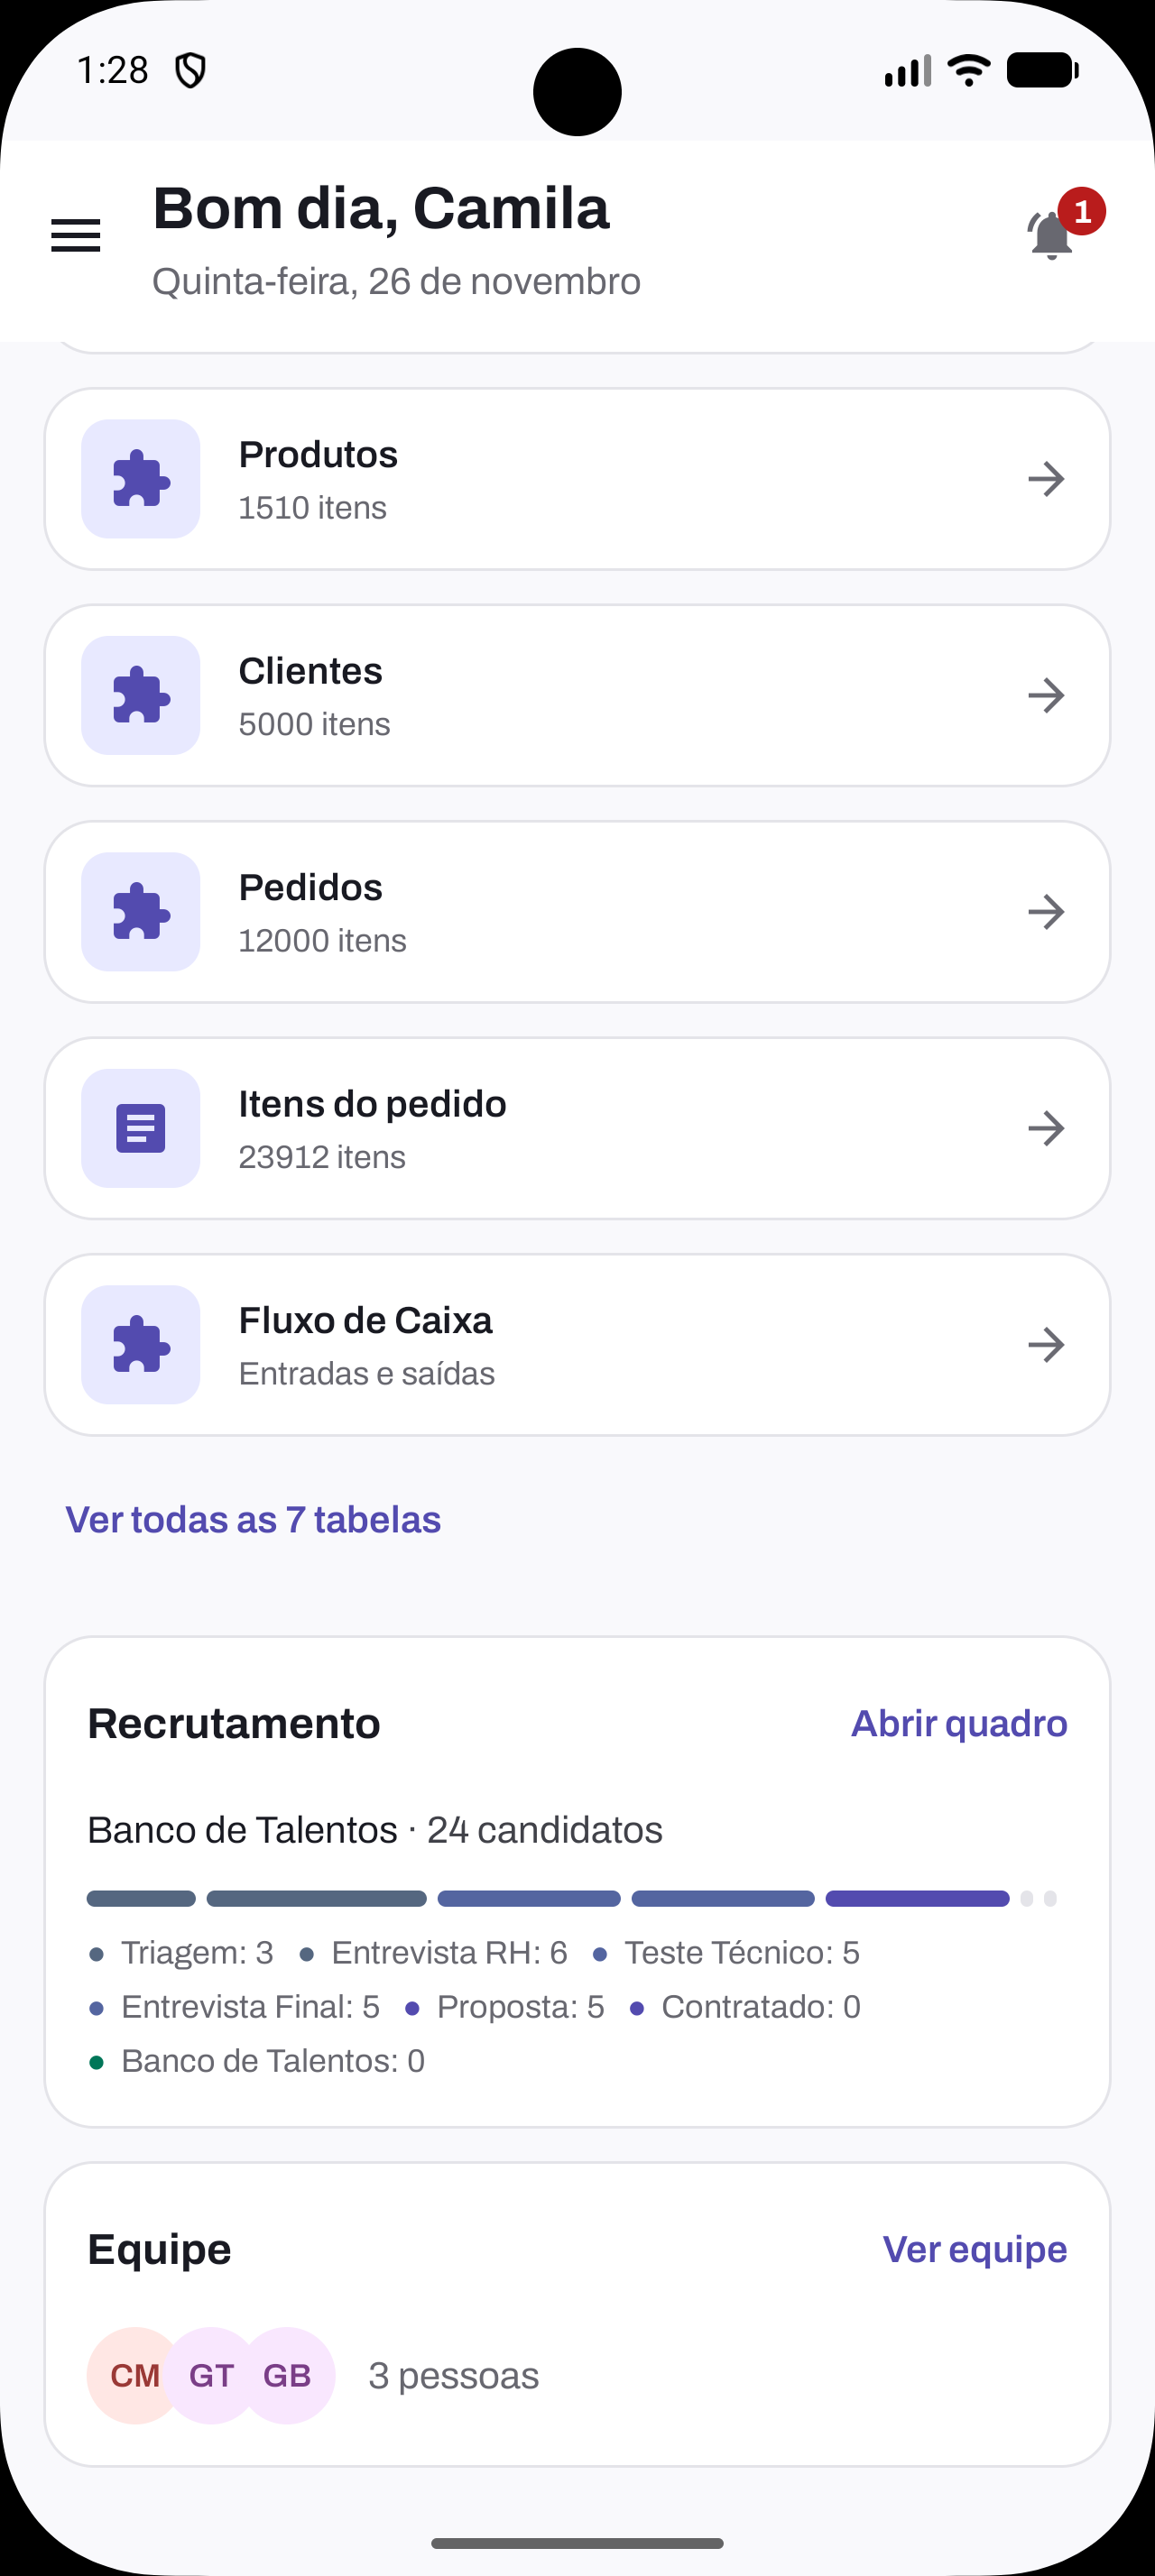 1:28
Bom dia, Camila
1
Quinta-feira, 26 de novembro
Produtos
1510 itens
Clientes
5000 itens
Pedidos
12000 itens
Itens do pedido
23912 itens
Fluxo de Caixa
Entradas e saídas
Ver todas as 7 tabelas
Recrutamento
Abrir quadro
Banco de Talentos · 24 candidatos
Triagem: 3 Entrevista RH: 6 Teste Técnico: 5
Entrevista Final: 5 Proposta: 5 Contratado: 0
Banco de Talentos: 0
Equipe
Ver equipe
CM GT GB 3 pessoas